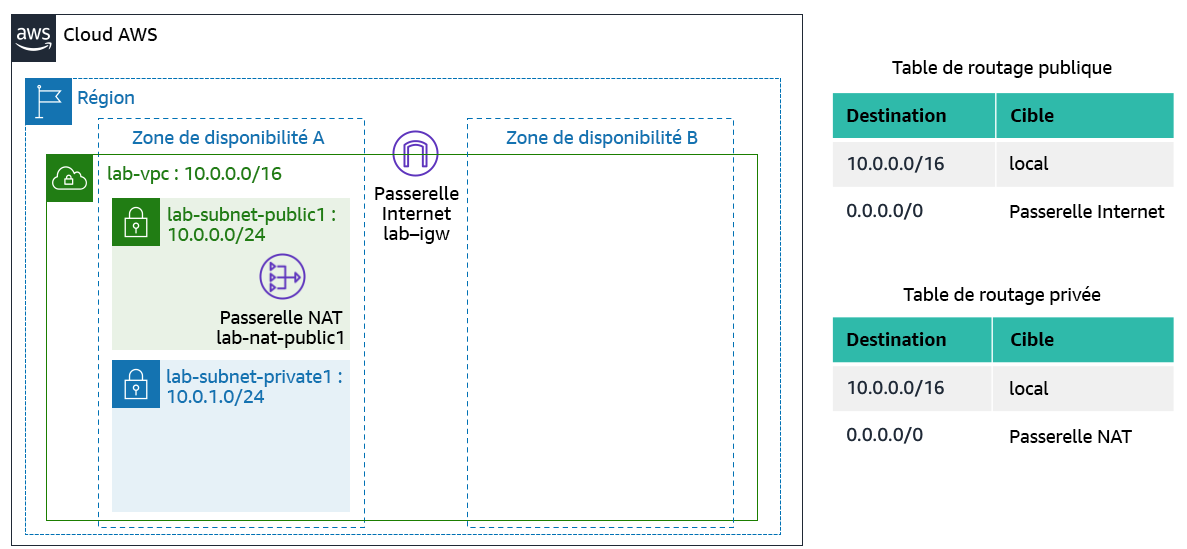 aws
Cloud AWS
Région
Zone de disponibilité A
Zone de disponibilité B
lab-vpc : 10.0.0.0/16
lab-subnet-public1 :
10.0.0.0/24
Passerelle NAT
lab-nat-public1
lab-subnet-private1 :
10.0.1.0/24
Passerelle
Internet
lab–igw
Table de routage publique
Destination Cible
10.0.0.0/16 local
0.0.0.0/0 Passerelle Internet
Table de routage privée
Destination Cible
10.0.0.0/16 local
0.0.0.0/0 Passerelle NAT